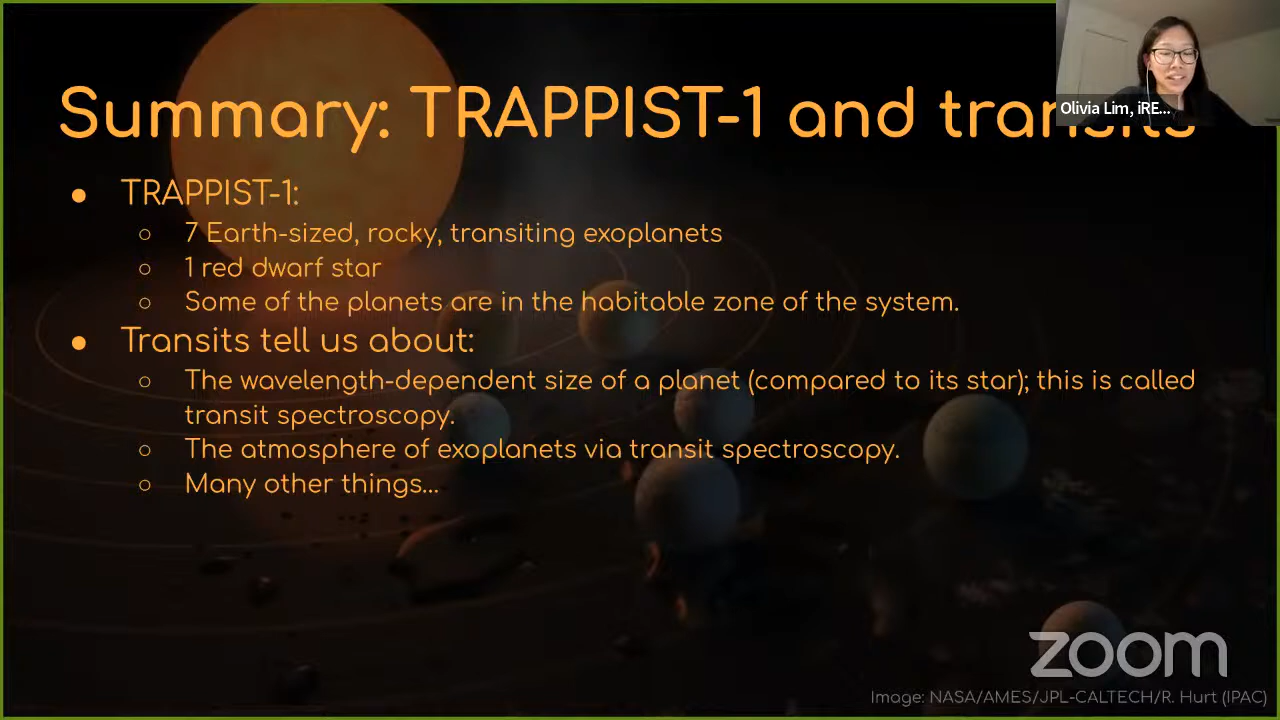 Summary: TRAPPIST-1 and transits
Olivia Lim, iRE...
● TRAPPIST-1:
○ 7 Earth-sized, rocky, transiting exoplanets
○ 1 red dwarf star
○ Some of the planets are in the habitable zone of the system.
● Transits tell us about:
○ The wavelength-dependent size of a planet (compared to its star); this is called
transit spectroscopy.
○ The atmosphere of exoplanets via transit spectroscopy.
○ Many other things...
zoom
Image: NASA/AMES/JPL-CALTECH/R. Hurt (IPAC)